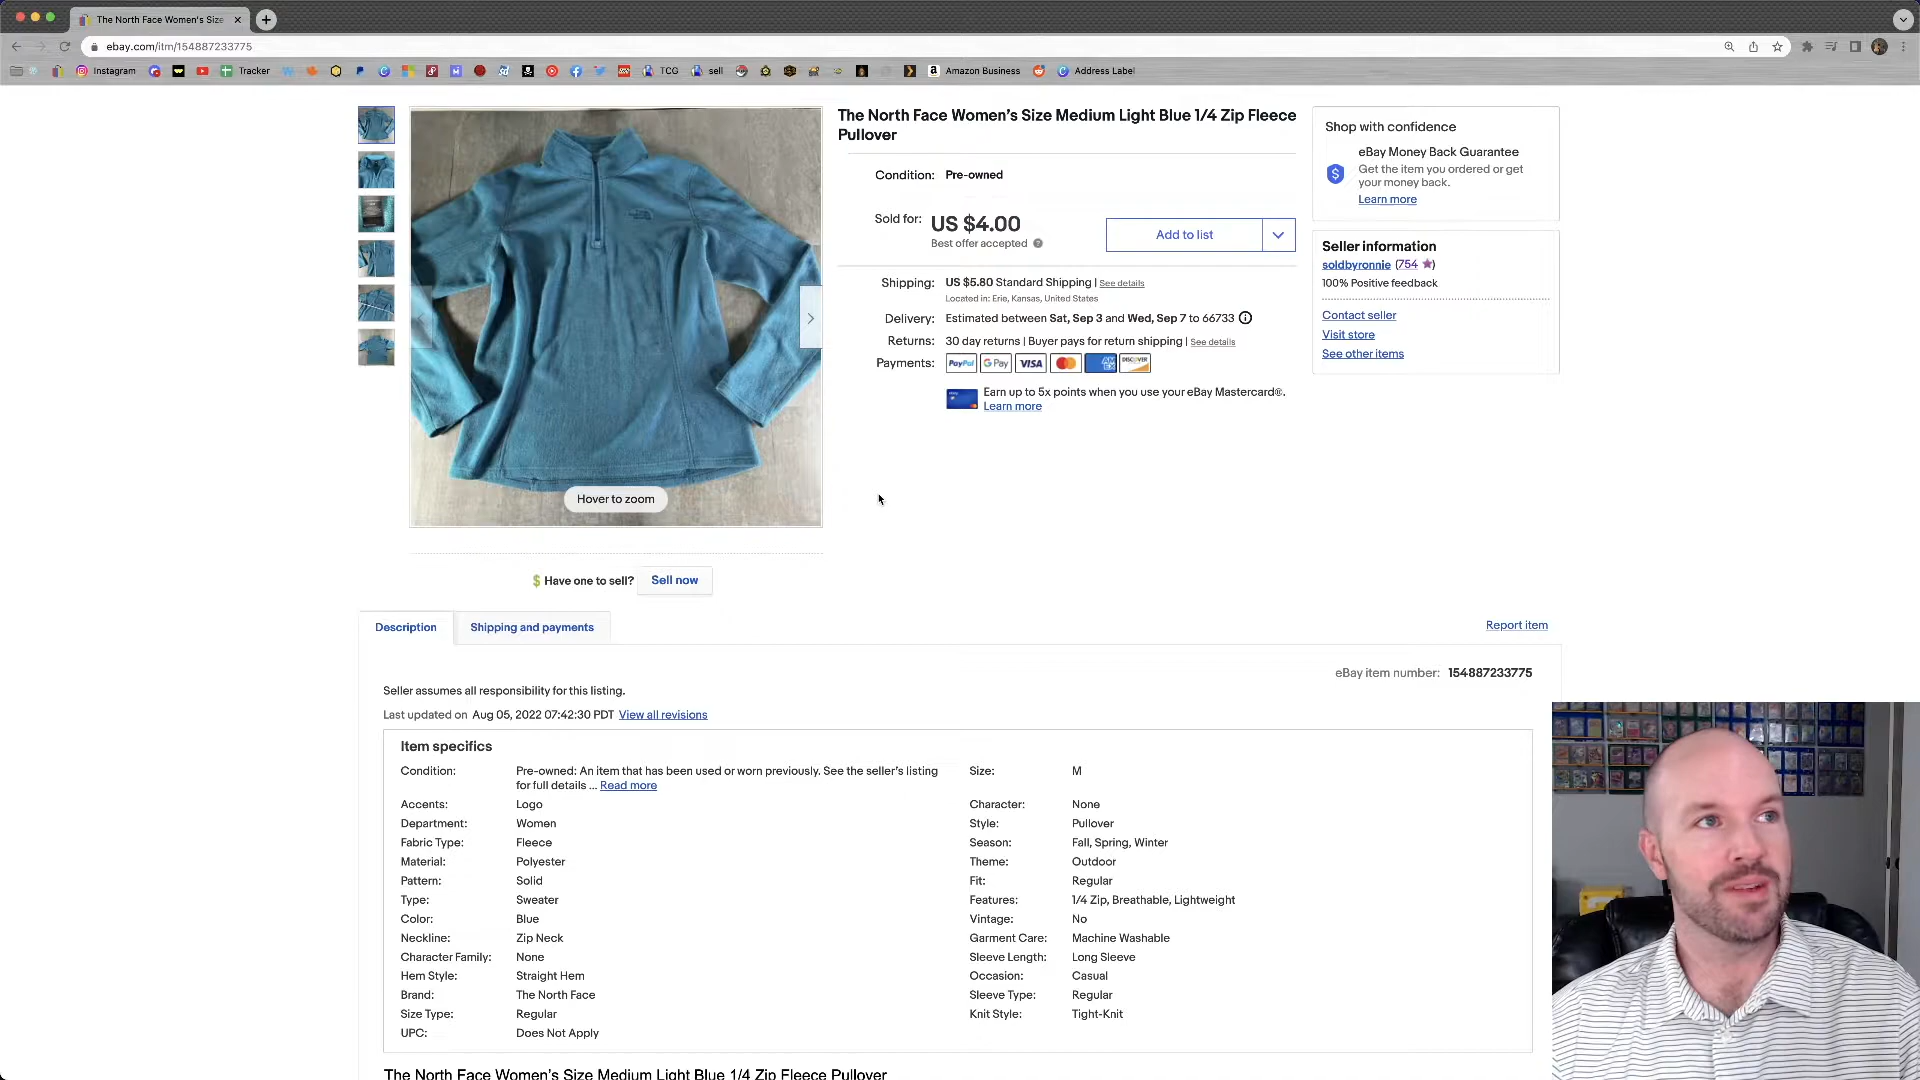 The North Face Women's Size
ebay.com/itm/154887233775
Instagram
Tracker
TCG
sell
Amazon Business
Address Label
The North Face Women's Size Medium Light Blue 1/4 Zip Fleece
Pullover
Condition: Pre-owned
Sold for: US $4.00
Best offer accepted
Add to list
Shipping: US $5.80 Standard Shipping | See details
Located in: Erie, Kansas, United States
Delivery: Estimated between Sat, Sep 3 and Wed, Sep 7 to 66733
Returns: 30 day returns | Buyer pays for return shipping | See details
Payments: PayPal G Pay VISA DISCOVER
Earn up to 5x points when you use your eBay Mastercard®.
Learn more
Shop with confidence
eBay Money Back Guarantee
Get the item you ordered or get
your money back.
Learn more
Seller information
soldbyronnie (754)
100% Positive feedback
Contact seller
Visit store
See other items
Hover to zoom
Have one to sell? Sell now
Description
Shipping and payments
Report item
eBay item number: 154887233775
Seller assumes all responsibility for this listing.
Last updated on Aug 05, 2022 07:42:30 PDT View all revisions
Item specifics
Condition: Pre-owned: An item that has been used or worn previously. See the seller's listing
for full details ... Read more
Size: M
Accents: Logo
Character: None
Department: Women
Style: Pullover
Fabric Type: Fleece
Season: Fall, Spring, Winter
Material: Polyester
Theme: Outdoor
Pattern: Solid
Fit: Regular
Type: Sweater
Features: 1/4 Zip, Breathable, Lightweight
Color: Blue
Vintage: No
Neckline: Zip Neck
Garment Care: Machine Washable
Character Family: None
Sleeve Length: Long Sleeve
Hem Style: Straight Hem
Occasion: Casual
Brand: The North Face
Sleeve Type: Regular
Size Type: Regular
Knit Style: Tight-Knit
UPC: Does Not Apply
The North Face Women's Size Medium Light Blue 1/4 Zip Fleece Pullover